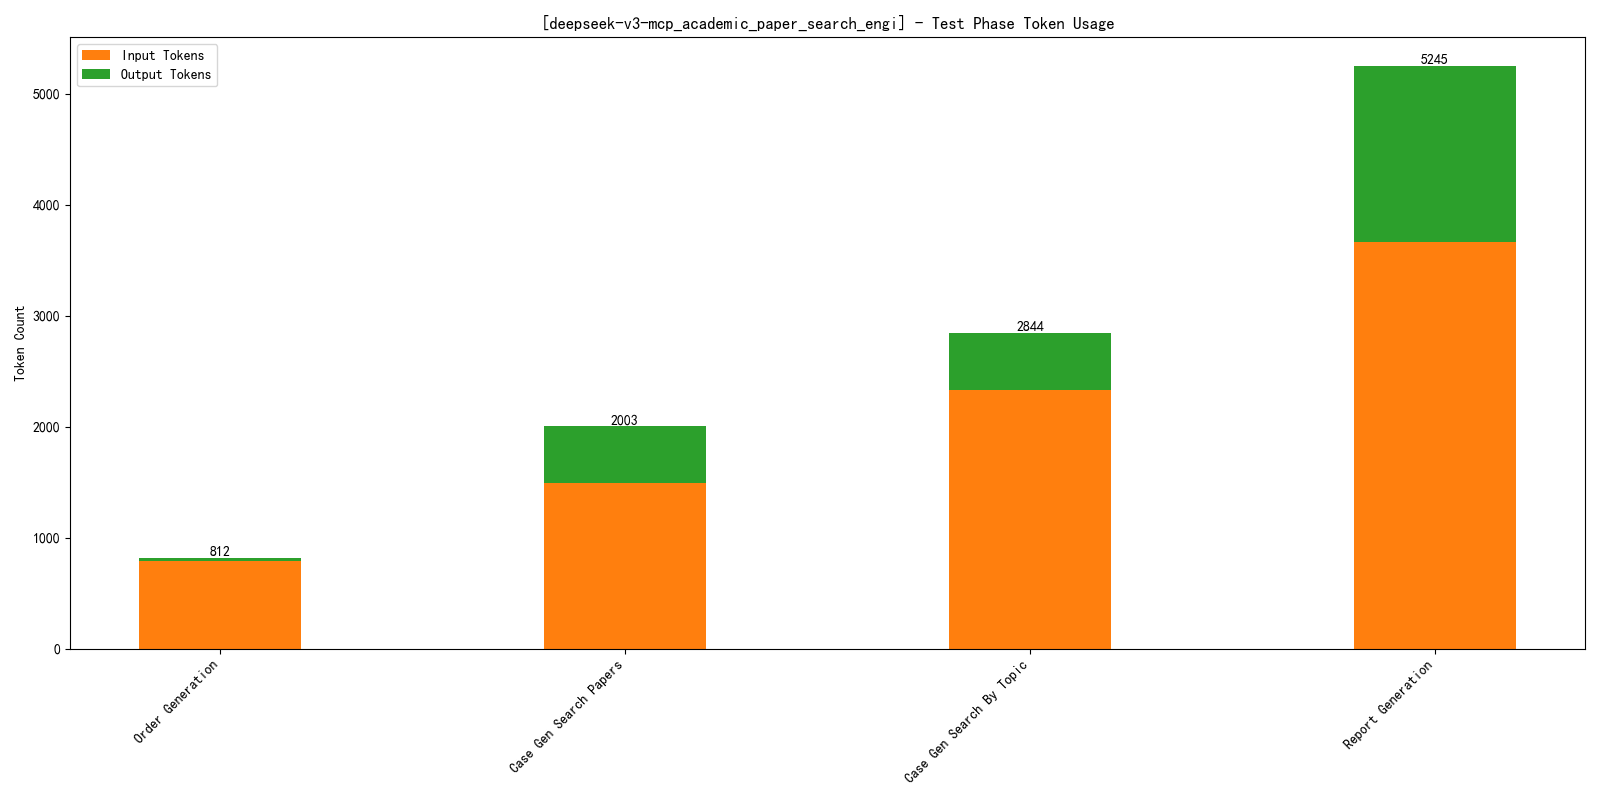 [deepseek-v3-mcp_academic_paper_search_engi] - Test Phase Token Usage
Input Tokens
Output Tokens
5245
5000
4000
3000
2844
2000
2003
1000
812
0
Token Count
Order Generation
Case Gen Search Papers
Case Gen Search By Topic
Report Generation